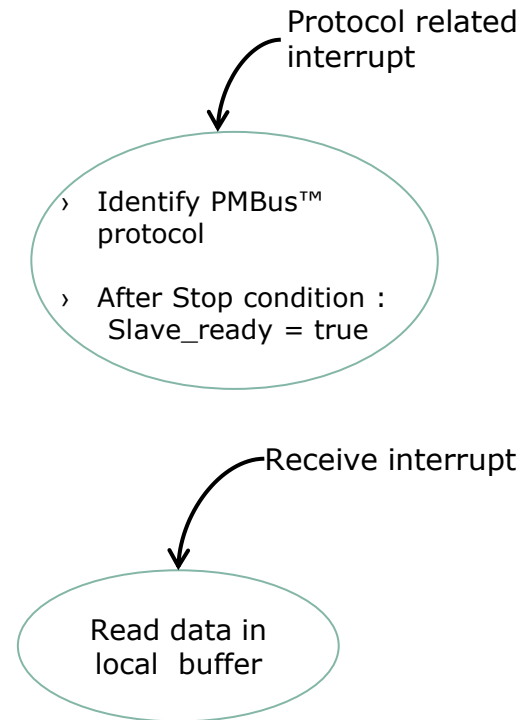 Protocol related
interrupt
› Identify PMBus™
protocol
› After Stop condition :
Slave_ready = true
Receive interrupt
Read data in
local buffer